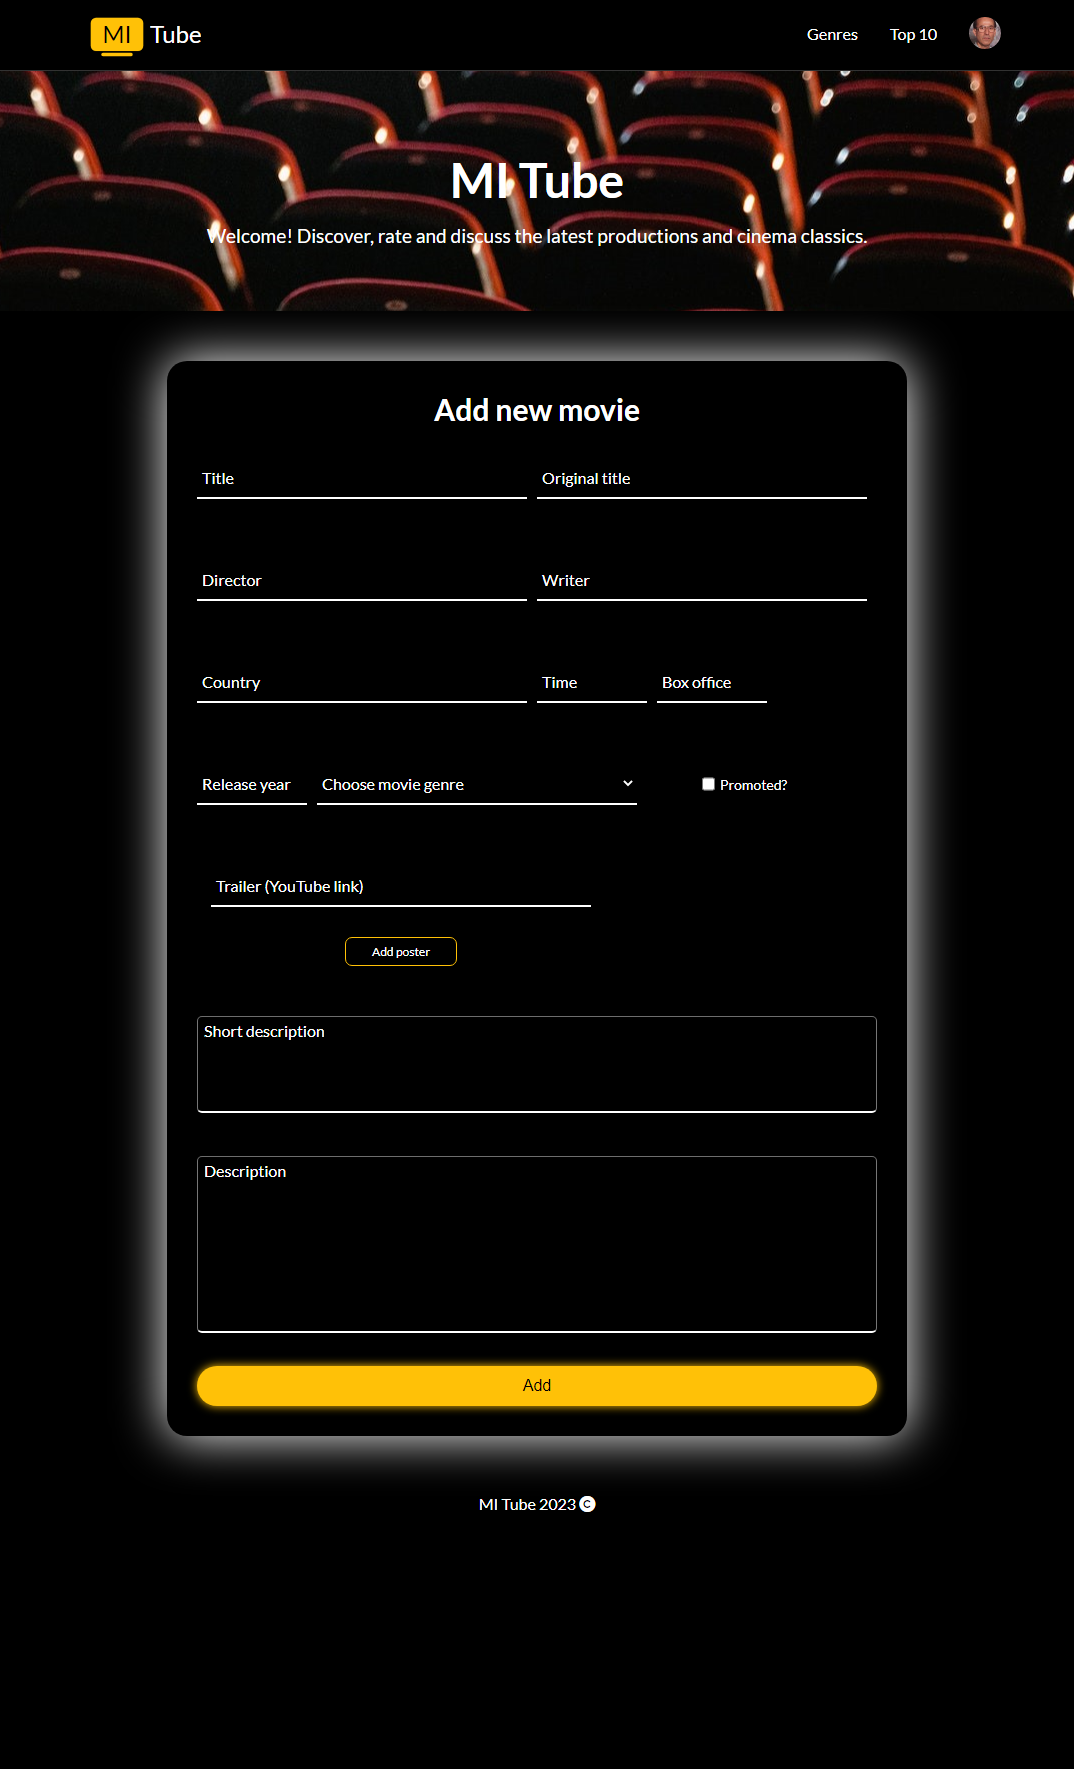 MI Tube
Genres
Top 10
MI Tube
Welcome! Discover, rate and discuss the latest productions and cinema classics.
Add new movie
Title
Original title
Director
Writer
Country
Time
Box office
Release year
Choose movie genre
Promoted?
Trailer (YouTube link)
Add poster
Short description
Description
Add
MI Tube 2023 ©